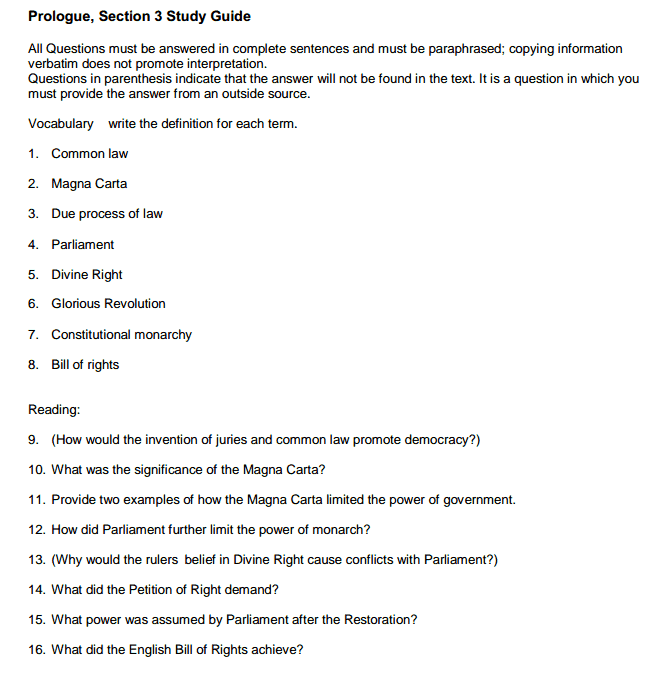 Prologue, Section 3 Study Guide
All Questions must be answered in complete sentences and must be paraphrased; copying information
verbatim does not promote interpretation.
Questions in parenthesis indicate that the answer will not be found in the text. It is a question in which you
must provide the answer from an outside source.
Vocabulary write the definition for each term.
1. Common law
2. Magna Carta
3. Due process of law
4. Parliament
5. Divine Right
6. Glorious Revolution
7. Constitutional monarchy
8. Bill of rights
Reading:
9. (How would the invention of juries and common law promote democracy?)
10. What was the significance of the Magna Carta?
11. Provide two examples of how the Magna Carta limited the power of government.
12. How did Parliament further limit the power of monarch?
13. (Why would the rulers belief in Divine Right cause conflicts with Parliament?)
14. What did the Petition of Right demand?
15. What power was assumed by Parliament after the Restoration?
16. What did the English Bill of Rights achieve?